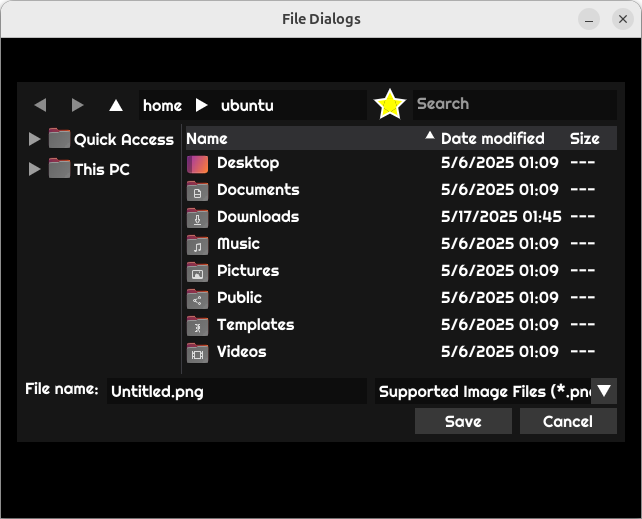 File Dialogs
home ubuntu Search
Quick Access
This PC
Name Date modified Size
Desktop 5/6/2025 01:09 ---
Documents 5/6/2025 01:09 ---
Downloads 5/17/2025 01:45 ---
Music 5/6/2025 01:09 ---
Pictures 5/6/2025 01:09 ---
Public 5/6/2025 01:09 ---
Templates 5/6/2025 01:09 ---
Videos 5/6/2025 01:09 ---
File name: Untitled.png Supported Image Files (*.pn
Save Cancel